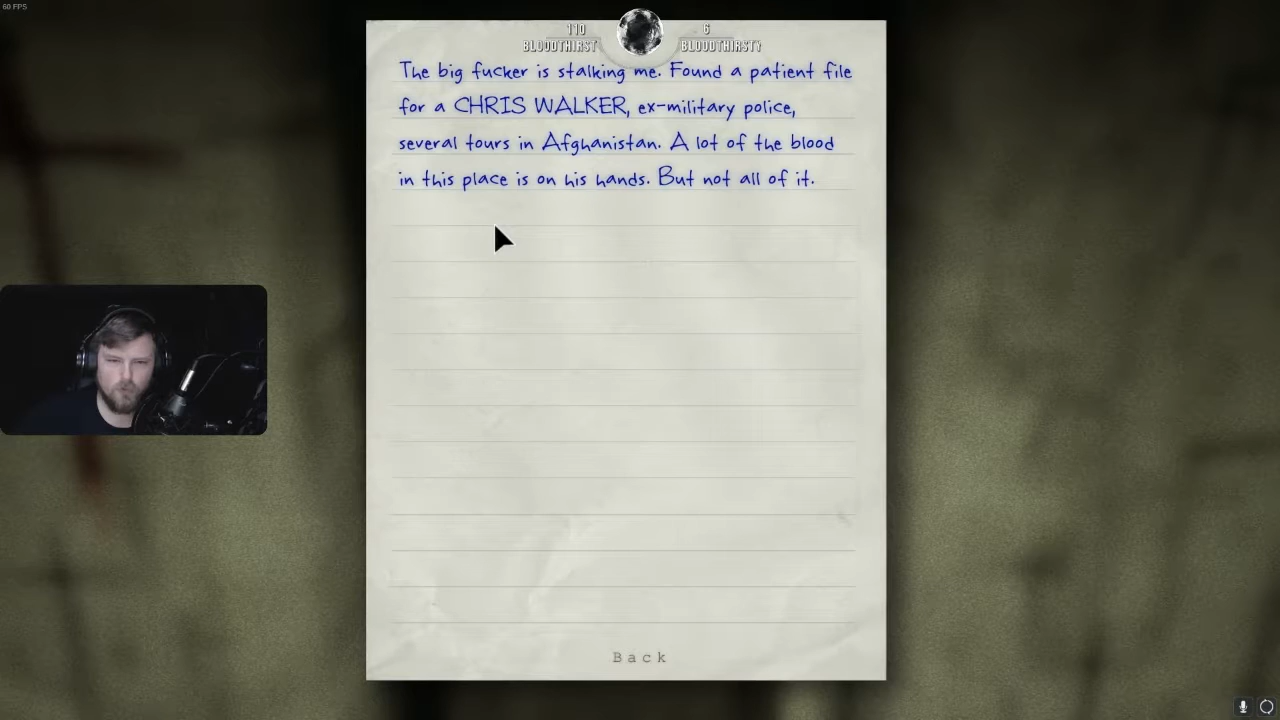 60 FPS
110
BLOODTHIRST
6
BLOODTHIRSTY
The big fucker is stalking me. Found a patient file
for a CHRIS WALKER, ex-military police,
several tours in Afghanistan. A lot of the blood
in this place is on his hands. But not all of it.
Back